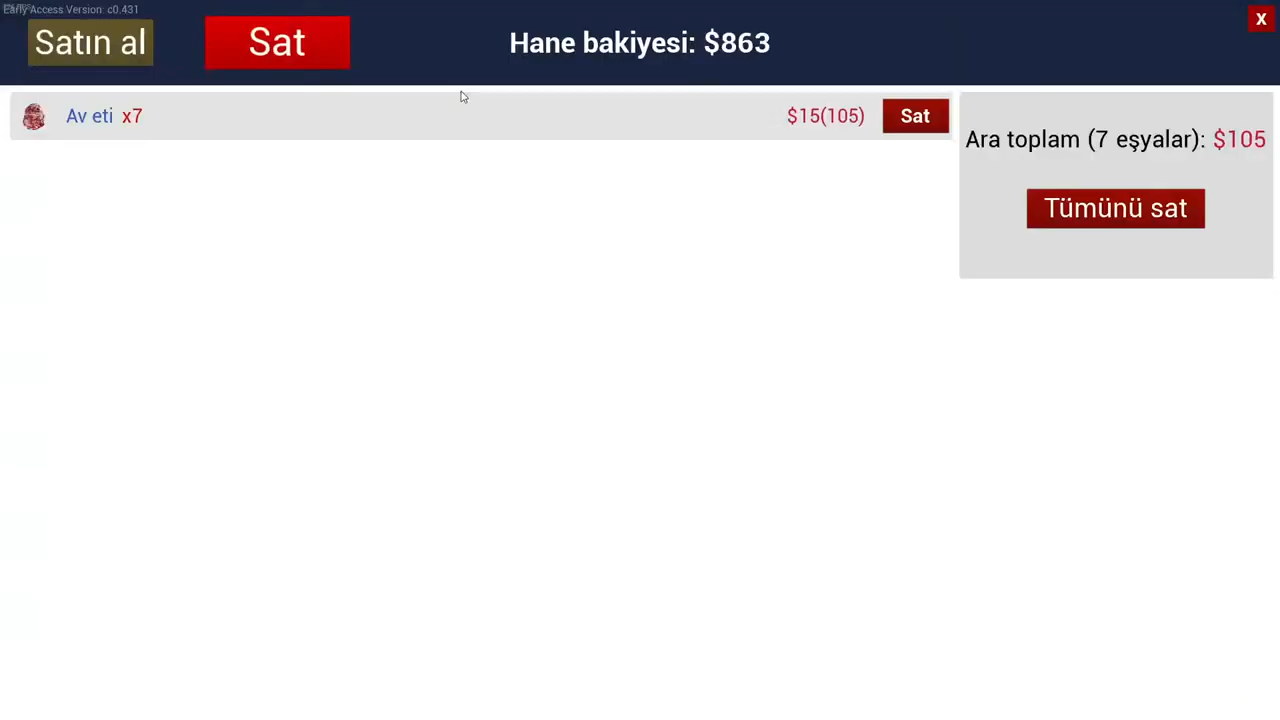 Early Access Version: c0.431
Satın al
Sat
Hane bakiyesi: $863
X
Av eti x7
$15(105)
Sat
Ara toplam (7 eşyalar): $105
Tümünü sat